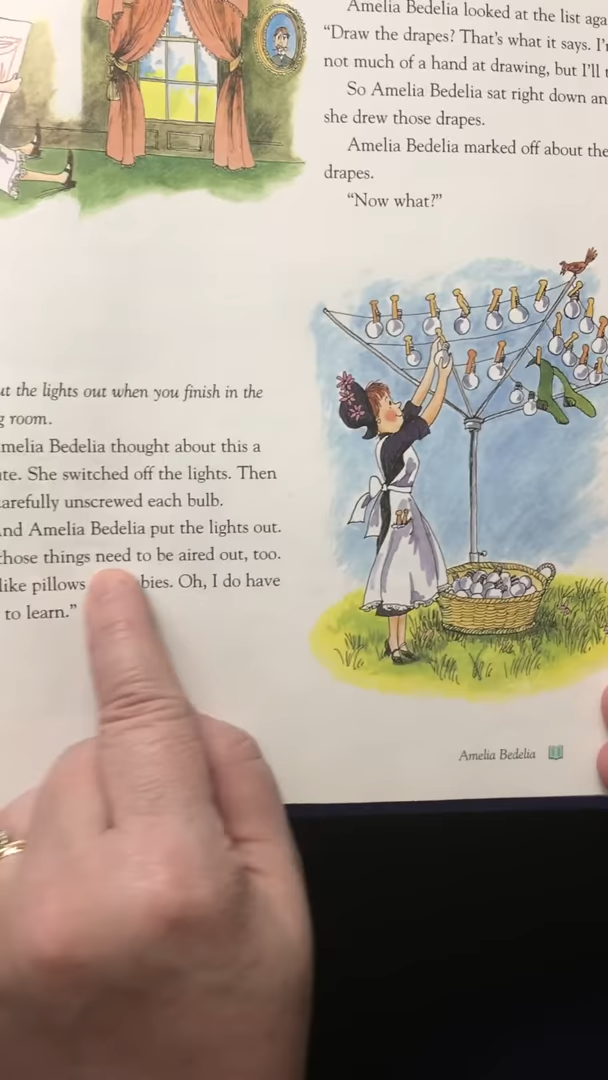 Amelia Bedelia looked at the list aga
"Draw the drapes? That's what it says. I'
not much of a hand at drawing, but I'll
So Amelia Bedelia sat right down an
she drew those drapes.
Amelia Bedelia marked off about the
drapes.
"Now what?"
ut the lights out when you finish in the
g room.
melia Bedelia thought about this a
te. She switched off the lights. Then
arefully unscrewed each bulb.
nd Amelia Bedelia put the lights out.
hose things need to be aired out, too.
like pillows bies. Oh, I do have
to learn."
Amelia Bedelia